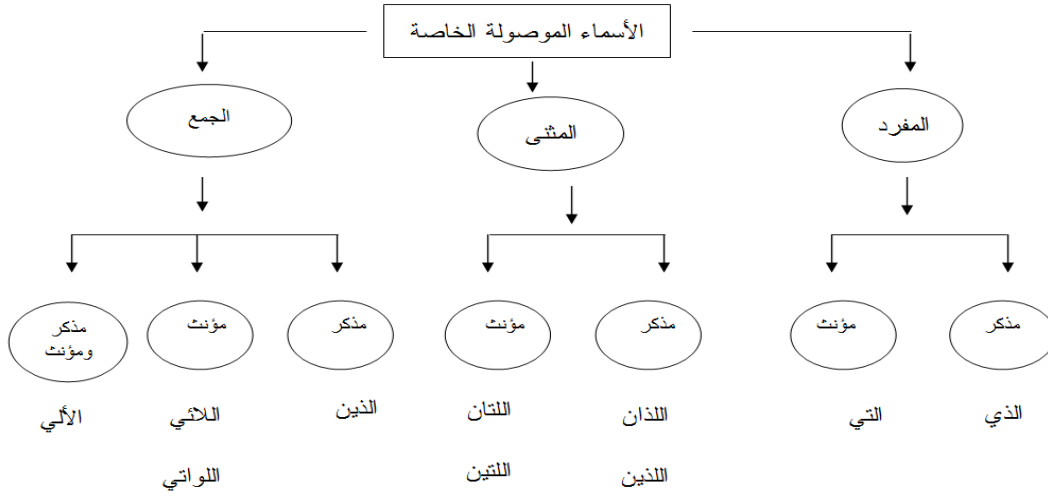 الأسماء الموصولة الخاصة
المفرد
المثنى
الجمع
مذكر
مؤنث
مذكر
مؤنث
مذكر
مؤنث
مذكر
ومؤنث
الذي
التي
اللذان
اللتان
الذين
اللائي
الألي
اللذين
اللتين
اللواتي